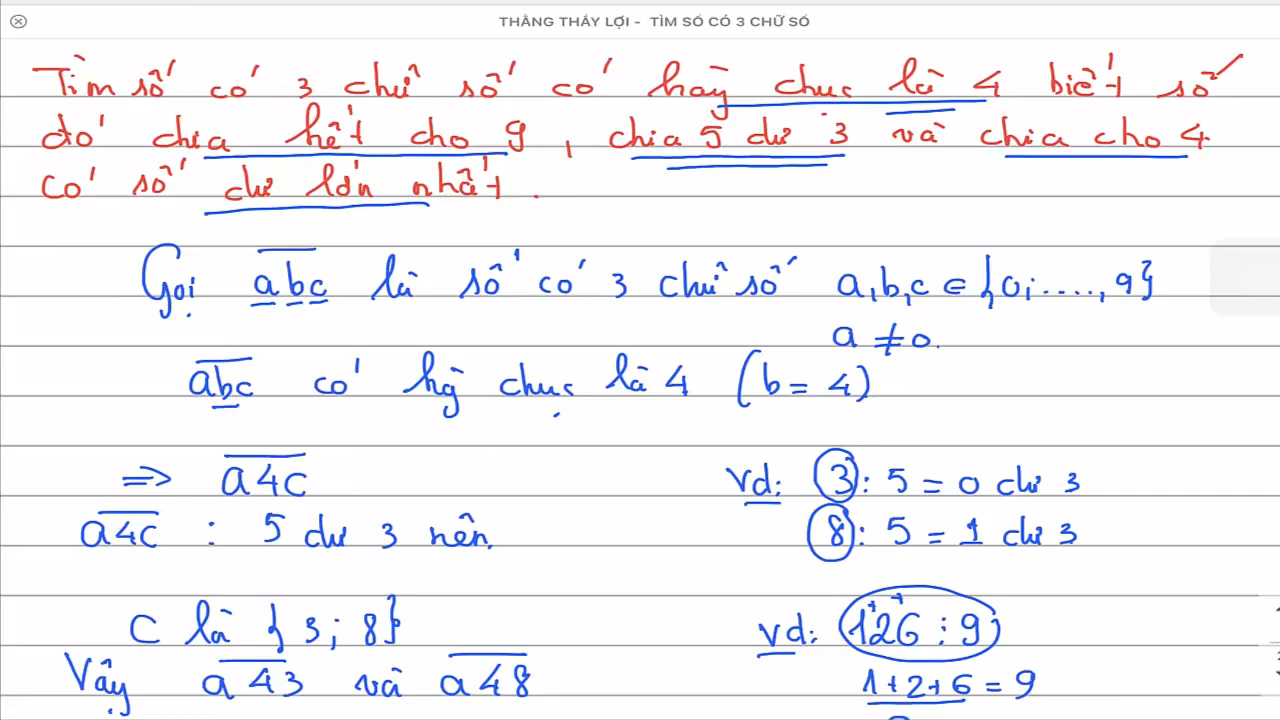 THẮNG THẦY LỢI - TÌM SỐ CÓ 3 CHỮ SỐ
Tìm số có 3 chữ số có hàg chục là 4 biết số
đó chia hết cho 9, chia 5 dư 3 và chia cho 4
có số dư lớn nhất.
Gọi abc là số có 3 chữ số a,b,c ∈ {0;....,9}
a ≠ 0.
abc có hg chục là 4 (b = 4)
=> a4c
a4c : 5 dư 3 nên
Vd: 3 : 5 = 0 dư 3
8 : 5 = 1 dư 3
C là {3; 8}
Vậy a43 và a48
vd: 126 : 9
1+2+6 = 9